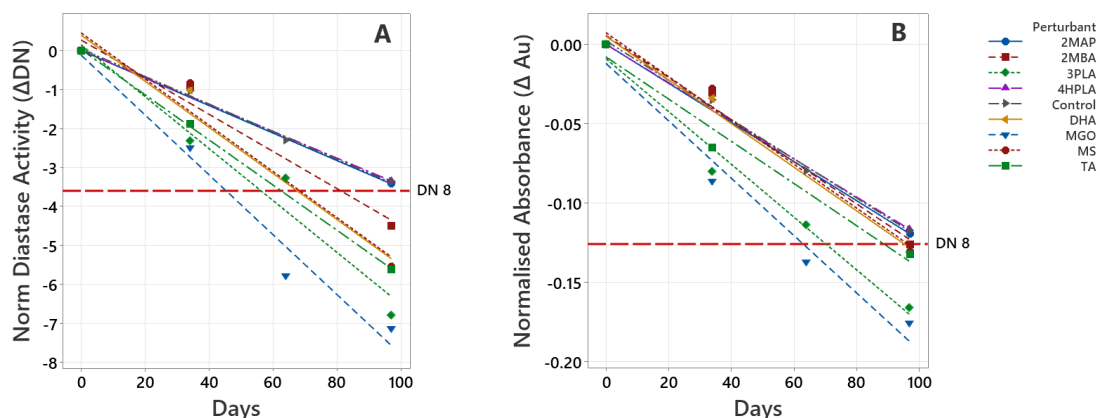 A
Norm Diastase Activity (ΔDN)
0
-1
-2
-3
-4
-5
-6
-7
-8
DN 8
0
20
40
60
80
100
Days
B
Normalised Absorbance (Δ Au)
0.00
-0.05
-0.10
-0.15
-0.20
DN 8
0
20
40
60
80
100
Days
Perturbant
2MAP
2MBA
3PLA
4HPLA
Control
DHA
MGO
MS
TA